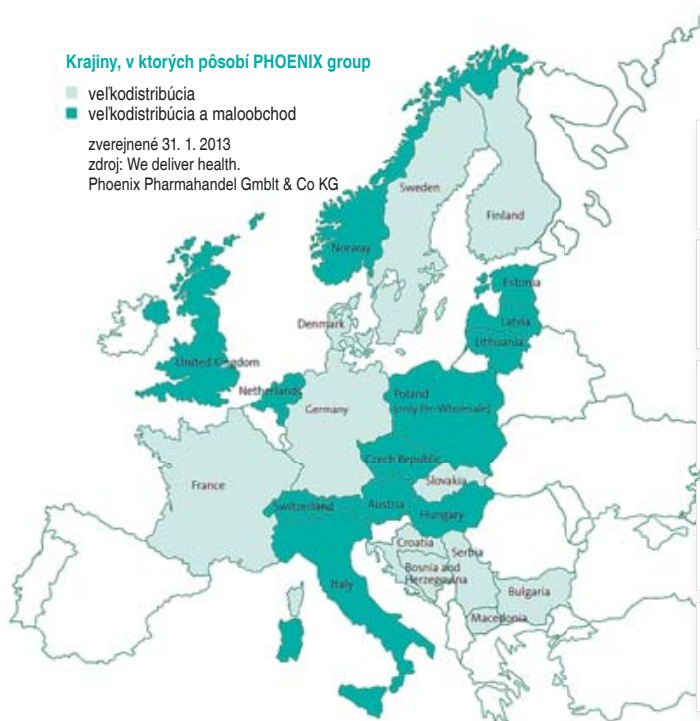 Krajiny, v ktorých pôsobí PHOENIX group
veľkodistribúcia
veľkodistribúcia a maloobchod
zverejnené 31. 1. 2013
zdroj: We deliver health.
Phoenix Pharmahandel Gmblt & Co KG
Sweden
Finland
Norway
Estonia
Latvia
Lithuania
Denmark
United Kingdom
Netherlands
Germany
Poland
(only Pre-Wholesale)
Czech Republic
Slovakia
France
Switzerland
Austria
Hungary
Croatia
Serbia
Bosnia and
Herzegovina
Italy
Bulgaria
Macedonia